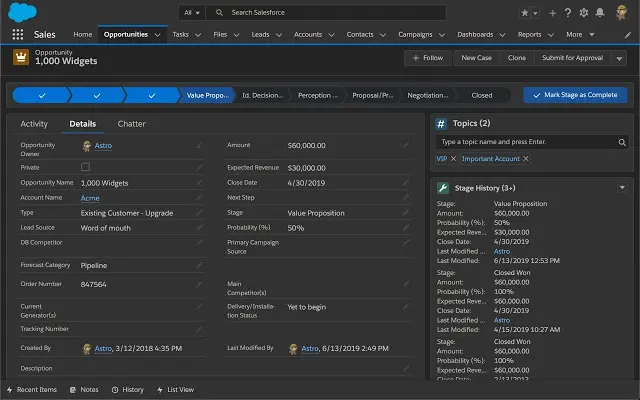 All
Search Salesforce
Sales
Home
Opportunities
Tasks
Files
Leads
Accounts
Contacts
Campaigns
Dashboards
Reports
More
Opportunity
1,000 Widgets
+ Follow
New Case
Clone
Submit for Approval
Value Propo...
Id. Decision...
Perception ...
Proposal/Pr...
Negotiation...
Closed
Mark Stage as Complete
Activity
Details
Chatter
Opportunity Owner
Astro
Amount
$60,000.00
Private
Expected Revenue
$30,000.00
Opportunity Name
1,000 Widgets
Close Date
4/30/2019
Account Name
Acme
Next Step
Type
Existing Customer - Upgrade
Stage
Value Proposition
Lead Source
Word of mouth
Probability (%)
50%
DB Competitor
Primary Campaign Source
Forecast Category
Pipeline
Order Number
847564
Main Competitor(s)
Current Generator(s)
Delivery/Installa-tion Status
Yet to begin
Tracking Number
Created By
Astro, 3/12/2018 4:35 PM
Last Modified By
Astro, 6/13/2019 2:49 PM
Description
Topics (2)
Type a topic name and press Enter.
VIP
Important Account
Stage History (3+)
Stage: Value Proposition
Amount: $60,000.00
Probability (%): 50%
Expected Reve... $30,000.00
Close Date: 4/30/2019
Last Modified ... Astro
Last Modified: 6/13/2019 12:53 PM
Stage: Closed Won
Amount: $60,000.00
Probability (%): 100%
Expected Reve... $60,000.00
Close Date: 4/30/2019
Last Modified ... Astro
Last Modified: 4/15/2019 10:27 AM
Stage: Closed Won
Amount: $60,000.00
Probability (%): 100%
Expected Reve... $60,000.00
Recent Items
Notes
History
List View